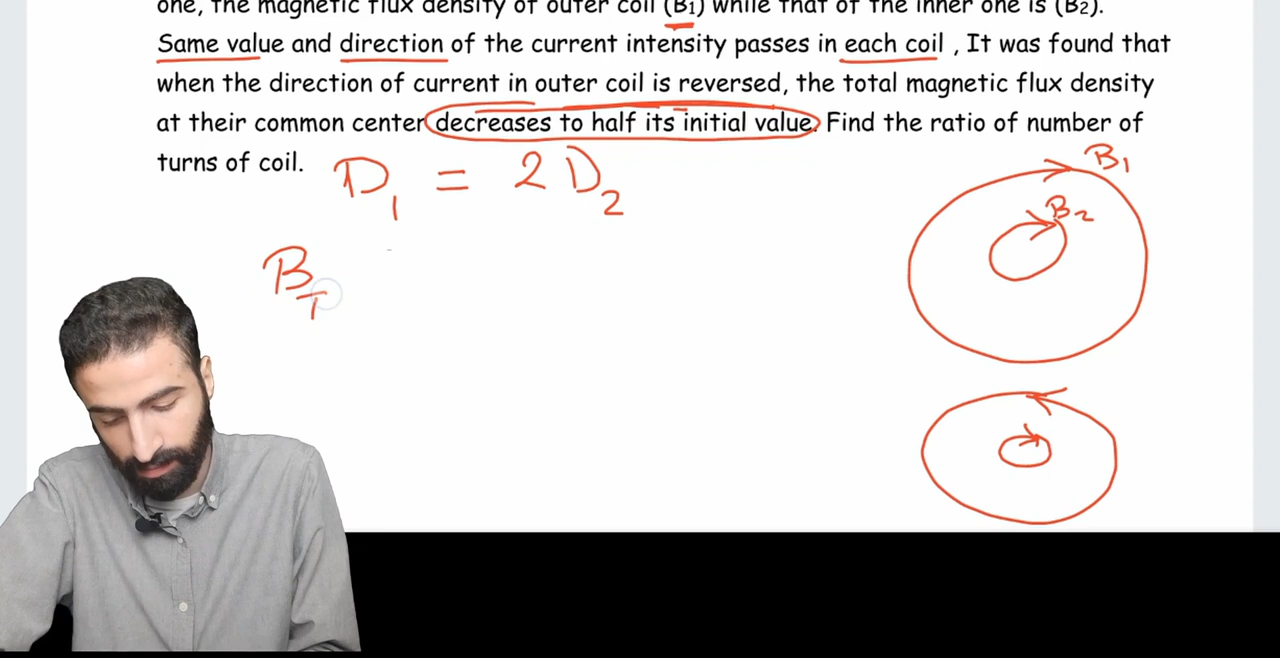 one, the magnetic flux density of outer coil (B₁) while that of the inner one is (B₂).
Same value and direction of the current intensity passes in each coil , It was found that
when the direction of current in outer coil is reversed, the total magnetic flux density
at their common center decreases to half its initial value. Find the ratio of number of
turns of coil.
D₁ = 2 D₂
B₁
B₂
B_T